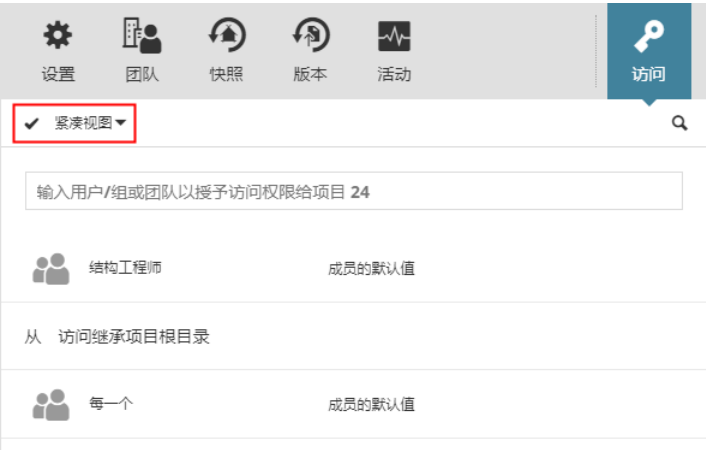 设置 团队 快照 版本 活动 访问
紧凑视图
输入用户/组或团队以授予访问权限给项目 24
结构工程师 成员的默认值
从 访问继承项目根目录
每一个 成员的默认值